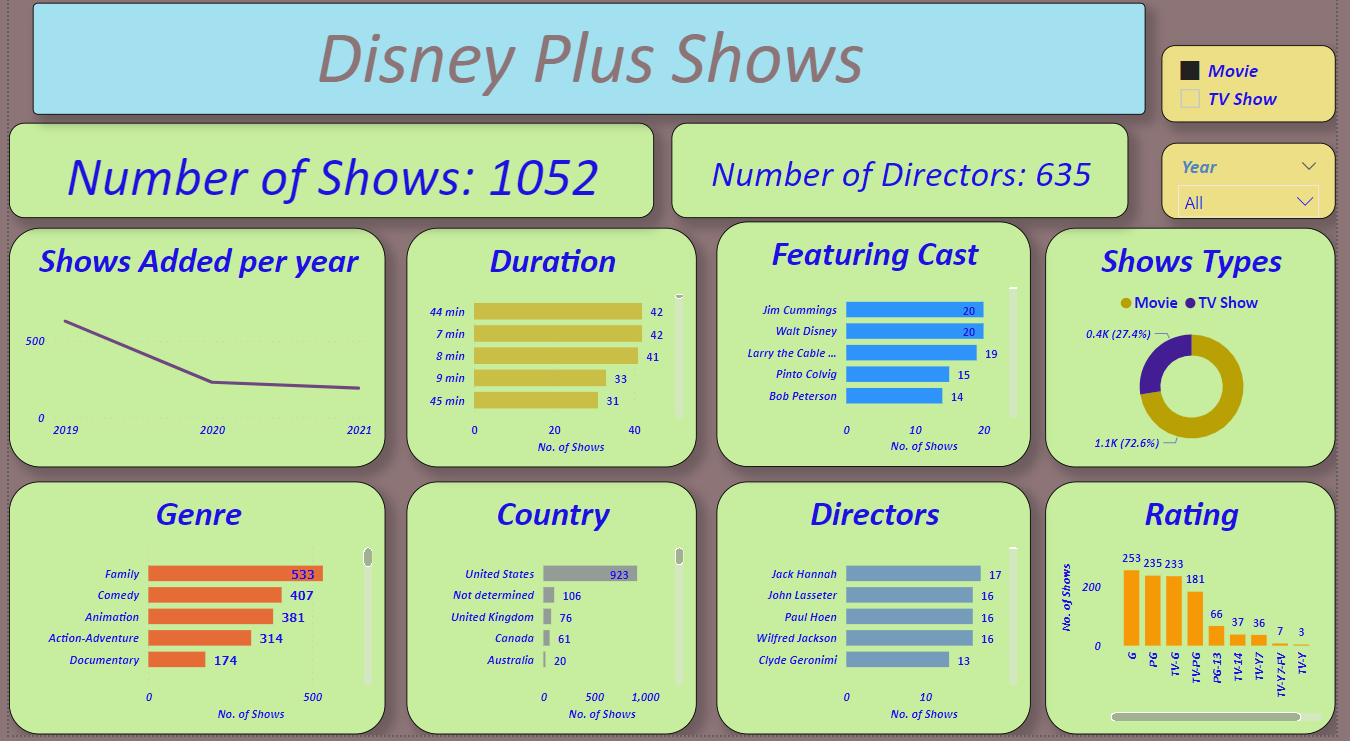 Disney Plus Shows
Movie
TV Show
Number of Shows: 1052
Number of Directors: 635
Year
All
Shows Added per year
500
0
2019 2020 2021
Duration
44 min 42
7 min 42
8 min 41
9 min 33
45 min 31
0 20 40
No. of Shows
Featuring Cast
Jim Cummings 20
Walt Disney 20
Larry the Cable ... 19
Pinto Colvig 15
Bob Peterson 14
0 10 20
No. of Shows
Shows Types
Movie TV Show
0.4K (27.4%)
1.1K (72.6%)
Genre
Family 533
Comedy 407
Animation 381
Action-Adventure 314
Documentary 174
0 500
No. of Shows
Country
United States 923
Not determined 106
United Kingdom 76
Canada 61
Australia 20
0 500 1,000
No. of Shows
Directors
Jack Hannah 17
John Lasseter 16
Paul Hoen 16
Wilfred Jackson 16
Clyde Geronimi 13
0 10
No. of Shows
Rating
No. of Shows
253 235 233 181 66 37 36 7 3
200
0
G PG TV-G TV-PG PG-13 TV-14 TV-Y7 TV-Y7-FV TV-Y